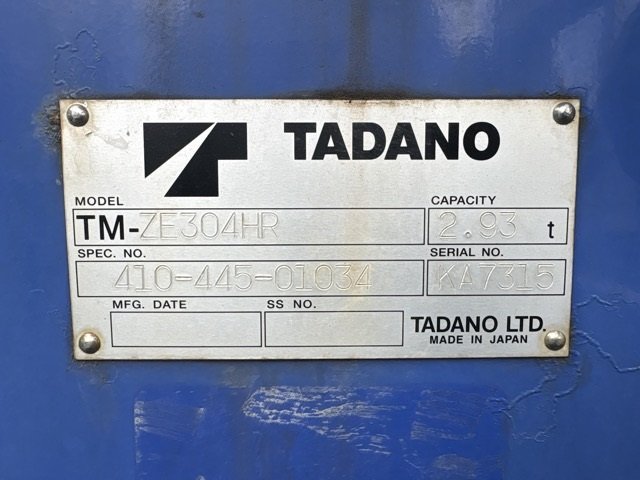 TADANO
MODEL CAPACITY
TM-ZE304HR 2.93 t
SPEC. NO. SERIAL NO.
410-445-01034 KA7315
MFG. DATE SS NO.
TADANO LTD.
MADE IN JAPAN